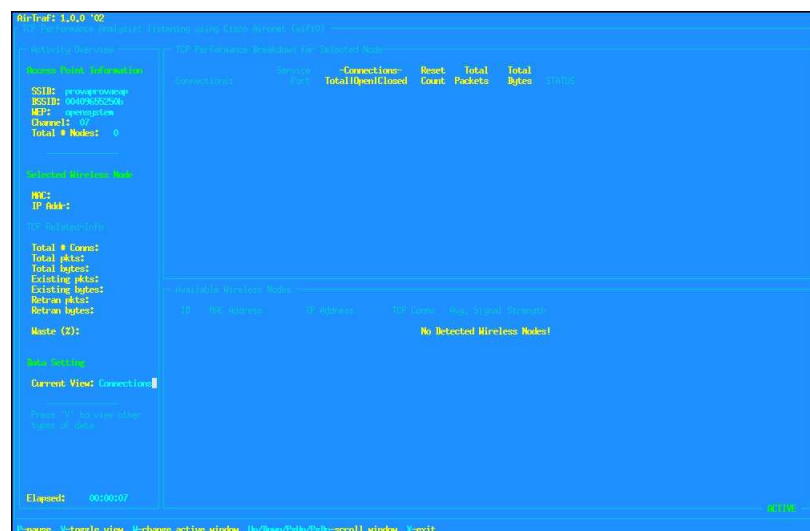 AirTraf: 1.0.0 '02
TCP Performance Analysis: listening using Cisco Aironet (wifi0)
Activity Overview
Access Point Information
SSID: provaprovaeap
BSSID: 00409655250b
WEP: opensystem
Channel: 07
Total # Nodes: 0
Selected Wireless Node
MAC:
IP Addr:
TCP Related-Info
Total # Conns:
Total pkts:
Total bytes:
Existing pkts:
Existing bytes:
Retran pkts:
Retran bytes:
Waste (%):
Data Setting
Current View: Connections
Press 'V' to view other
types of data
Elapsed: 00:00:07
TCP Performance Breakdown for Selected Node
Service -Connections- Reset Total Total
Connections: Port Total|Open|Closed Count Packets Bytes STATUS
Available Wireless Nodes
ID MAC Address IP Address TCP Conns Avg. Signal Strength
No Detected Wireless Nodes!
ACTIVE
P-pause V-toggle view W-change active window Up/Down/PgUp/PgDn-scroll window X-exit